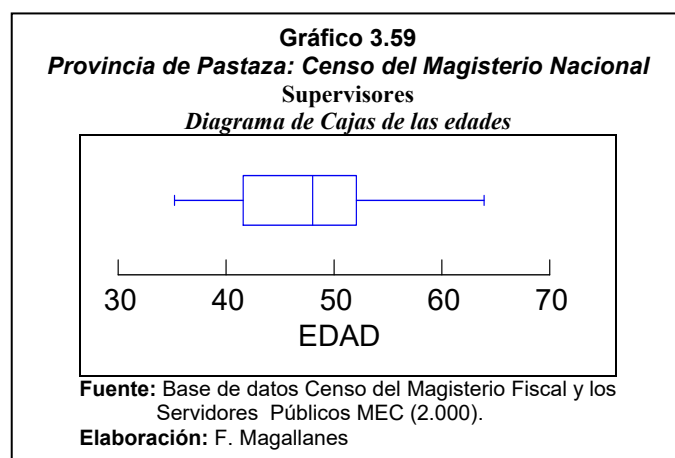 Gráfico 3.59
Provincia de Pastaza: Censo del Magisterio Nacional
Supervisores
Diagrama de Cajas de las edades
30 40 50 60 70
EDAD
Fuente: Base de datos Censo del Magisterio Fiscal y los
Servidores Públicos MEC (2.000).
Elaboración: F. Magallanes